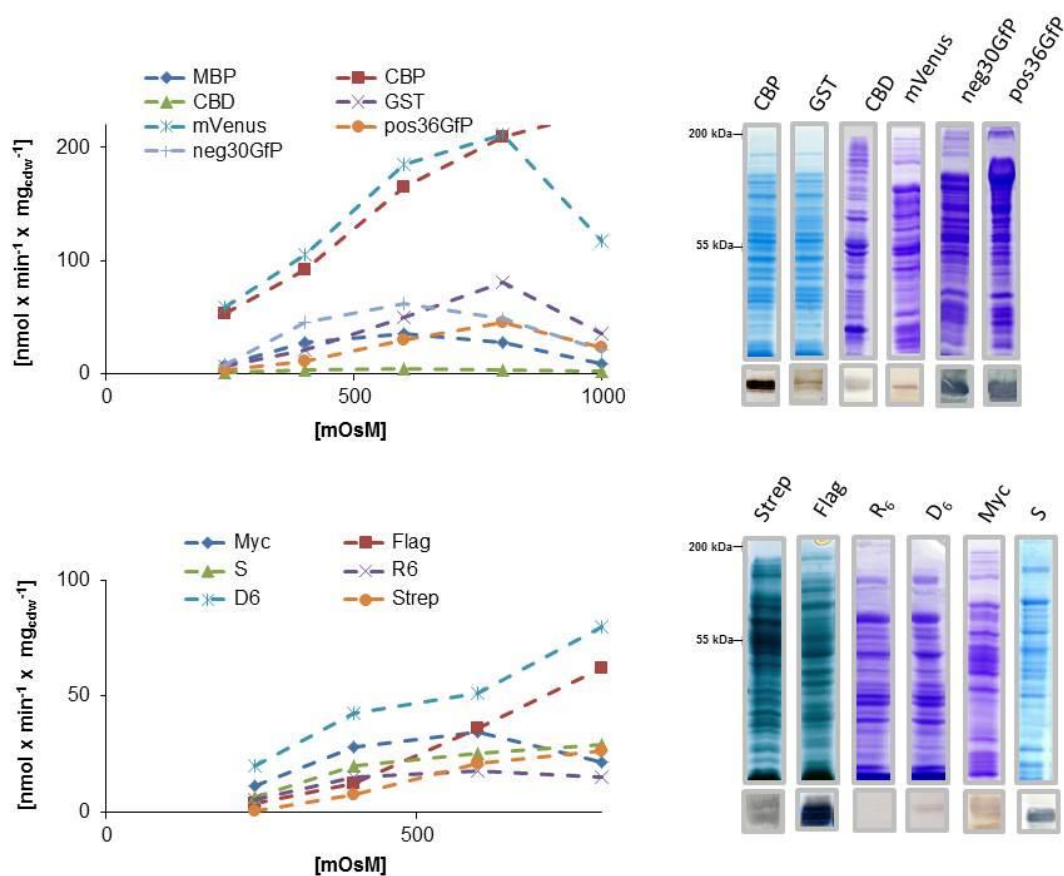 MBP CBP
CBD GST
mVenus pos36GfP
neg30GfP
200
100
0
0 500 1000
[mOsM]
[nmol x min-1 x mgcdw-1]
CBP GST CBD mVenus neg30GfP pos36GfP
200 kDa
55 kDa
Myc Flag
S R6
D6 Strep
100
50
0
0 500
[mOsM]
[nmol x min-1 x mgcdw-1]
Strep Flag R6 D6 Myc S
200 kDa
55 kDa